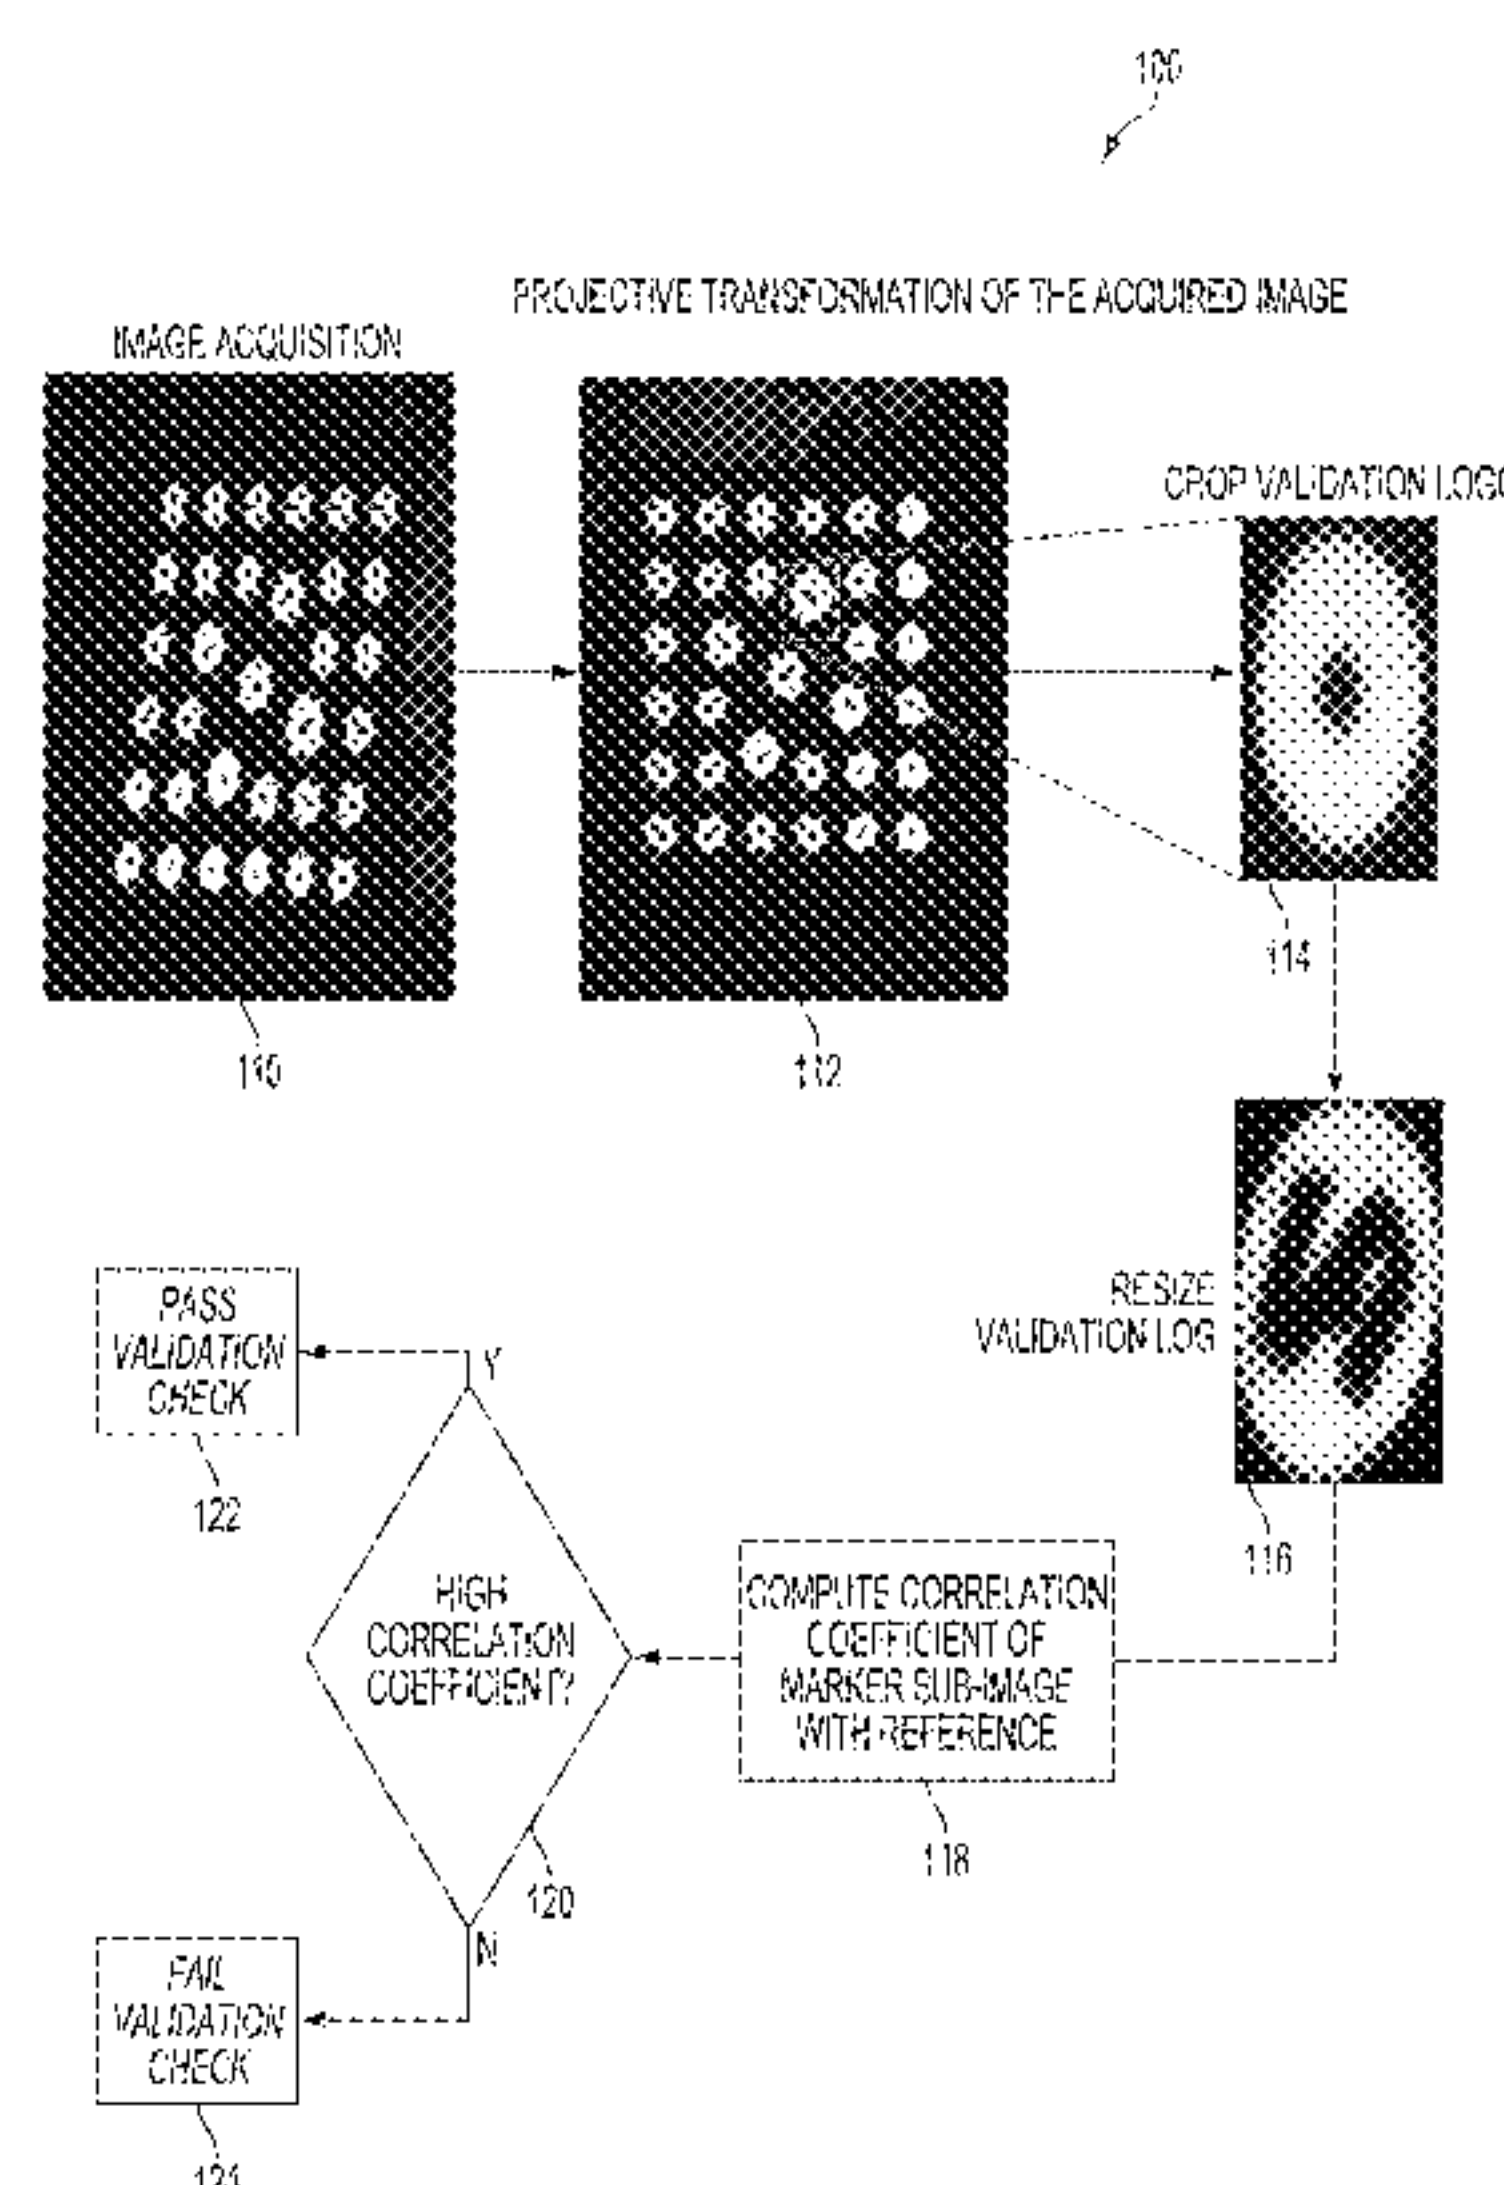 100
PROJECTIVE TRANSFORMATION OF THE ACQUIRED IMAGE
IMAGE ACQUISITION
CROP VALIDATION LOGO
114
110
112
RESIZE
VALIDATION LOG
116
PASS
VALIDATION
CHECK
Y
122
HIGH
CORRELATION
COEFFICIENT?
COMPUTE CORRELATION
COEFFICIENT OF
MARKER SUB-IMAGE
WITH REFERENCE
118
120
N
FAIL
VALIDATION
CHECK